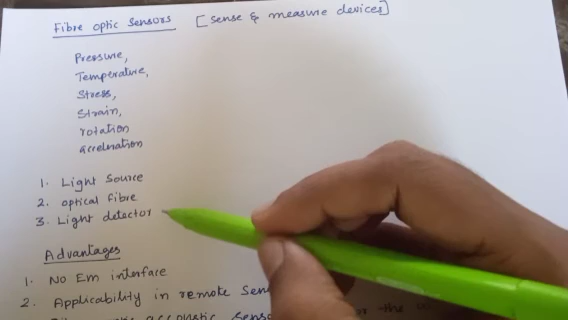 Fibre optic sensors [sense & measure devices]
Pressure,
Temperature,
Stress,
Strain,
rotation
acceleration
1. Light Source
2. optical fibre
3. Light detector
Advantages
1. No Em interface
2. Applicability in remote
accoustic